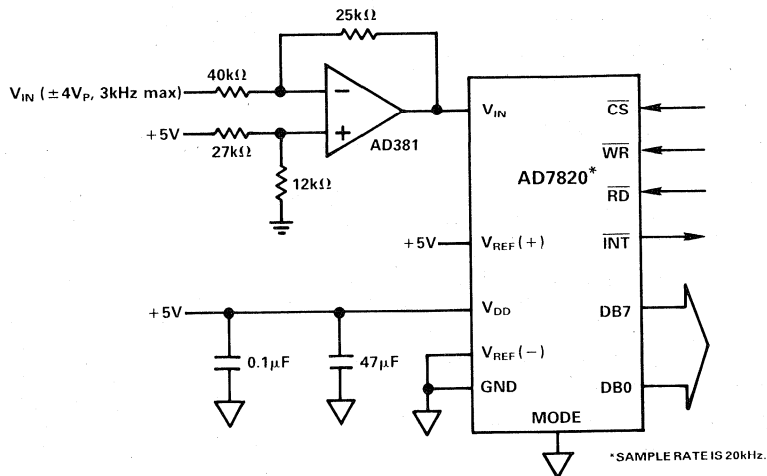 25kΩ
40kΩ
V_IN (±4V_P, 3kHz max)
+5V
27kΩ
12kΩ
AD381
V_IN
AD7820*
CS
WR
RD
INT
+5V
V_REF(+)
+5V
V_DD
DB7
0.1μF
47μF
V_REF(−)
GND
DB0
MODE
*SAMPLE RATE IS 20kHz.